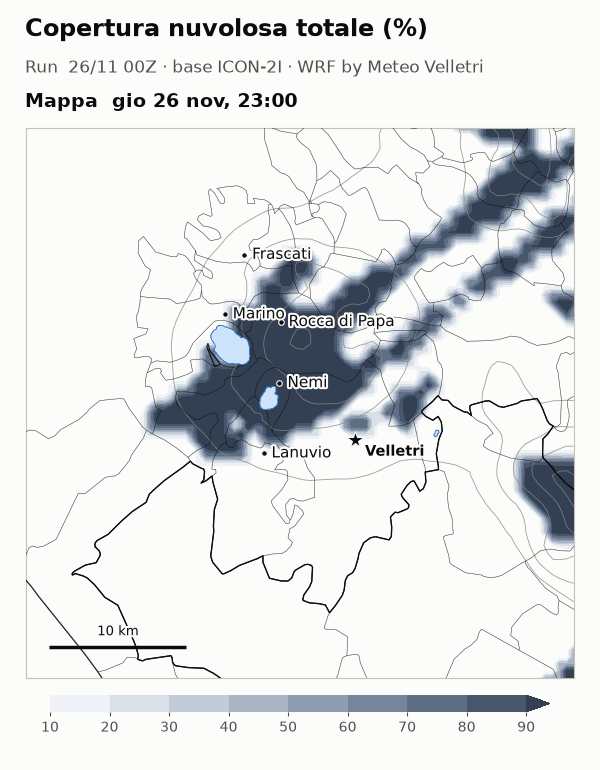 Copertura nuvolosa totale (%)
Run  26/11 00Z · base ICON-2I · WRF by Meteo Velletri
Mappa  gio 26 nov, 23:00
Frascati
Marino
Rocca di Papa
Nemi
Velletri
Lanuvio
10 km
10 20 30 40 50 60 70 80 90